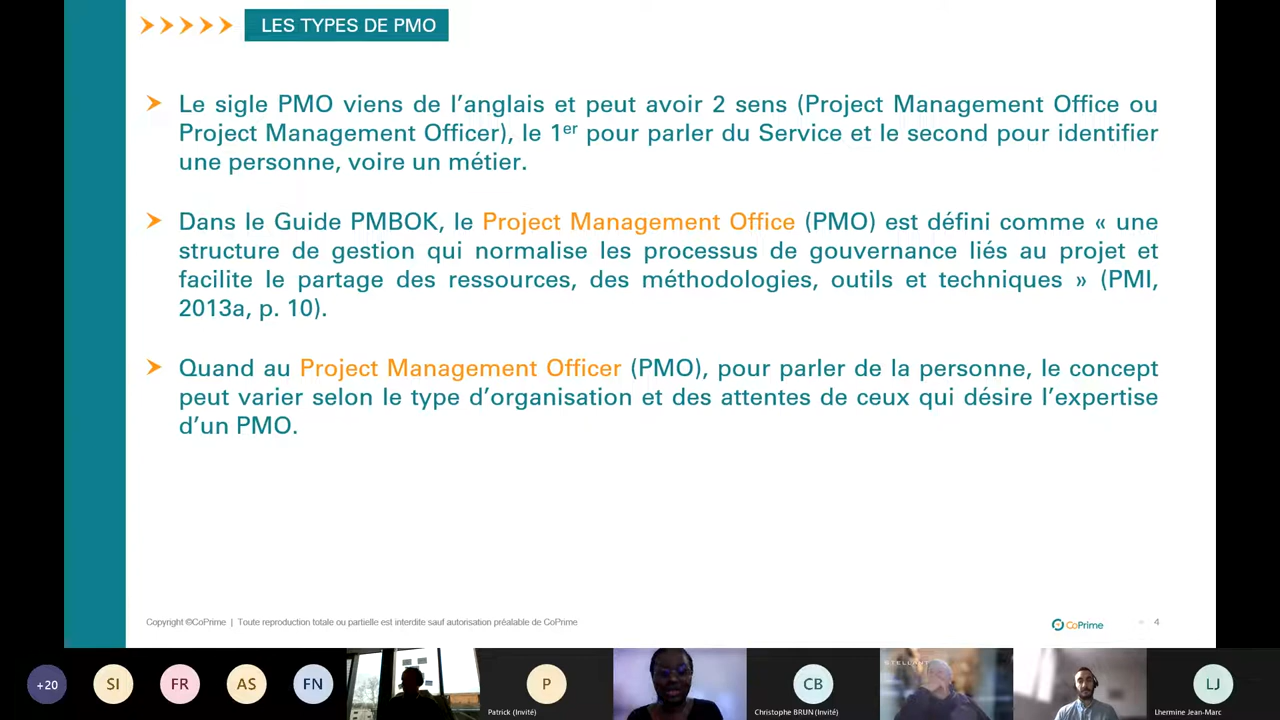 LES TYPES DE PMO
Le sigle PMO viens de l’anglais et peut avoir 2 sens (Project Management Office ou
Project Management Officer), le 1er pour parler du Service et le second pour identifier
une personne, voire un métier.
Dans le Guide PMBOK, le Project Management Office (PMO) est défini comme « une
structure de gestion qui normalise les processus de gouvernance liés au projet et
facilite le partage des ressources, des méthodologies, outils et techniques » (PMI,
2013a, p. 10).
Quand au Project Management Officer (PMO), pour parler de la personne, le concept
peut varier selon le type d’organisation et des attentes de ceux qui désire l’expertise
d’un PMO.
Copyright ©CoPrime | Toute reproduction totale ou partielle est interdite sauf autorisation préalable de CoPrime
CoPrime
4
+20
SI
FR
AS
FN
P
Patrick (Invité)
CB
Christophe BRUN (Invité)
LJ
Lhermine Jean-Marc